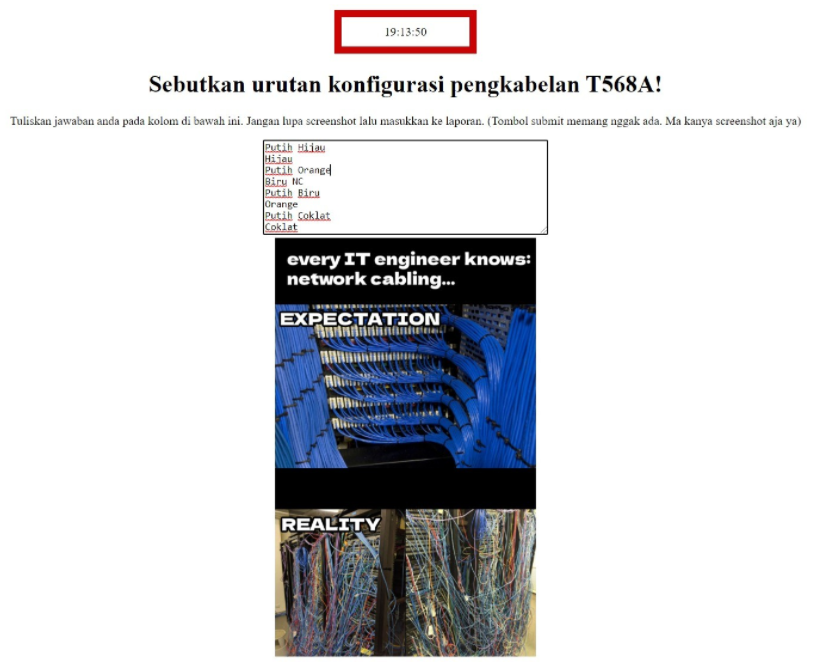 19:13:50
Sebutkan urutan konfigurasi pengkabelan T568A!
Tuliskan jawaban anda pada kolom di bawah ini. Jangan lupa screenshot lalu masukkan ke laporan. (Tombol submit memang nggak ada. Ma kanya screenshot aja ya)
Putih Hijau
Hijau
Putih Orange
Biru NC
Putih Biru
Orange
Putih Coklat
Coklat
every IT engineer knows:
network cabling...
EXPECTATION
REALITY